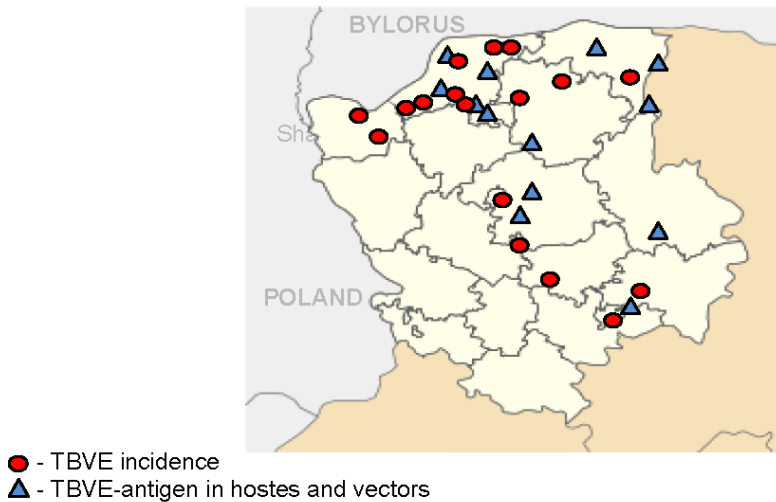 BYLORUS
Sha
POLAND
- TBVE incidence
- TBVE-antigen in hostes and vectors